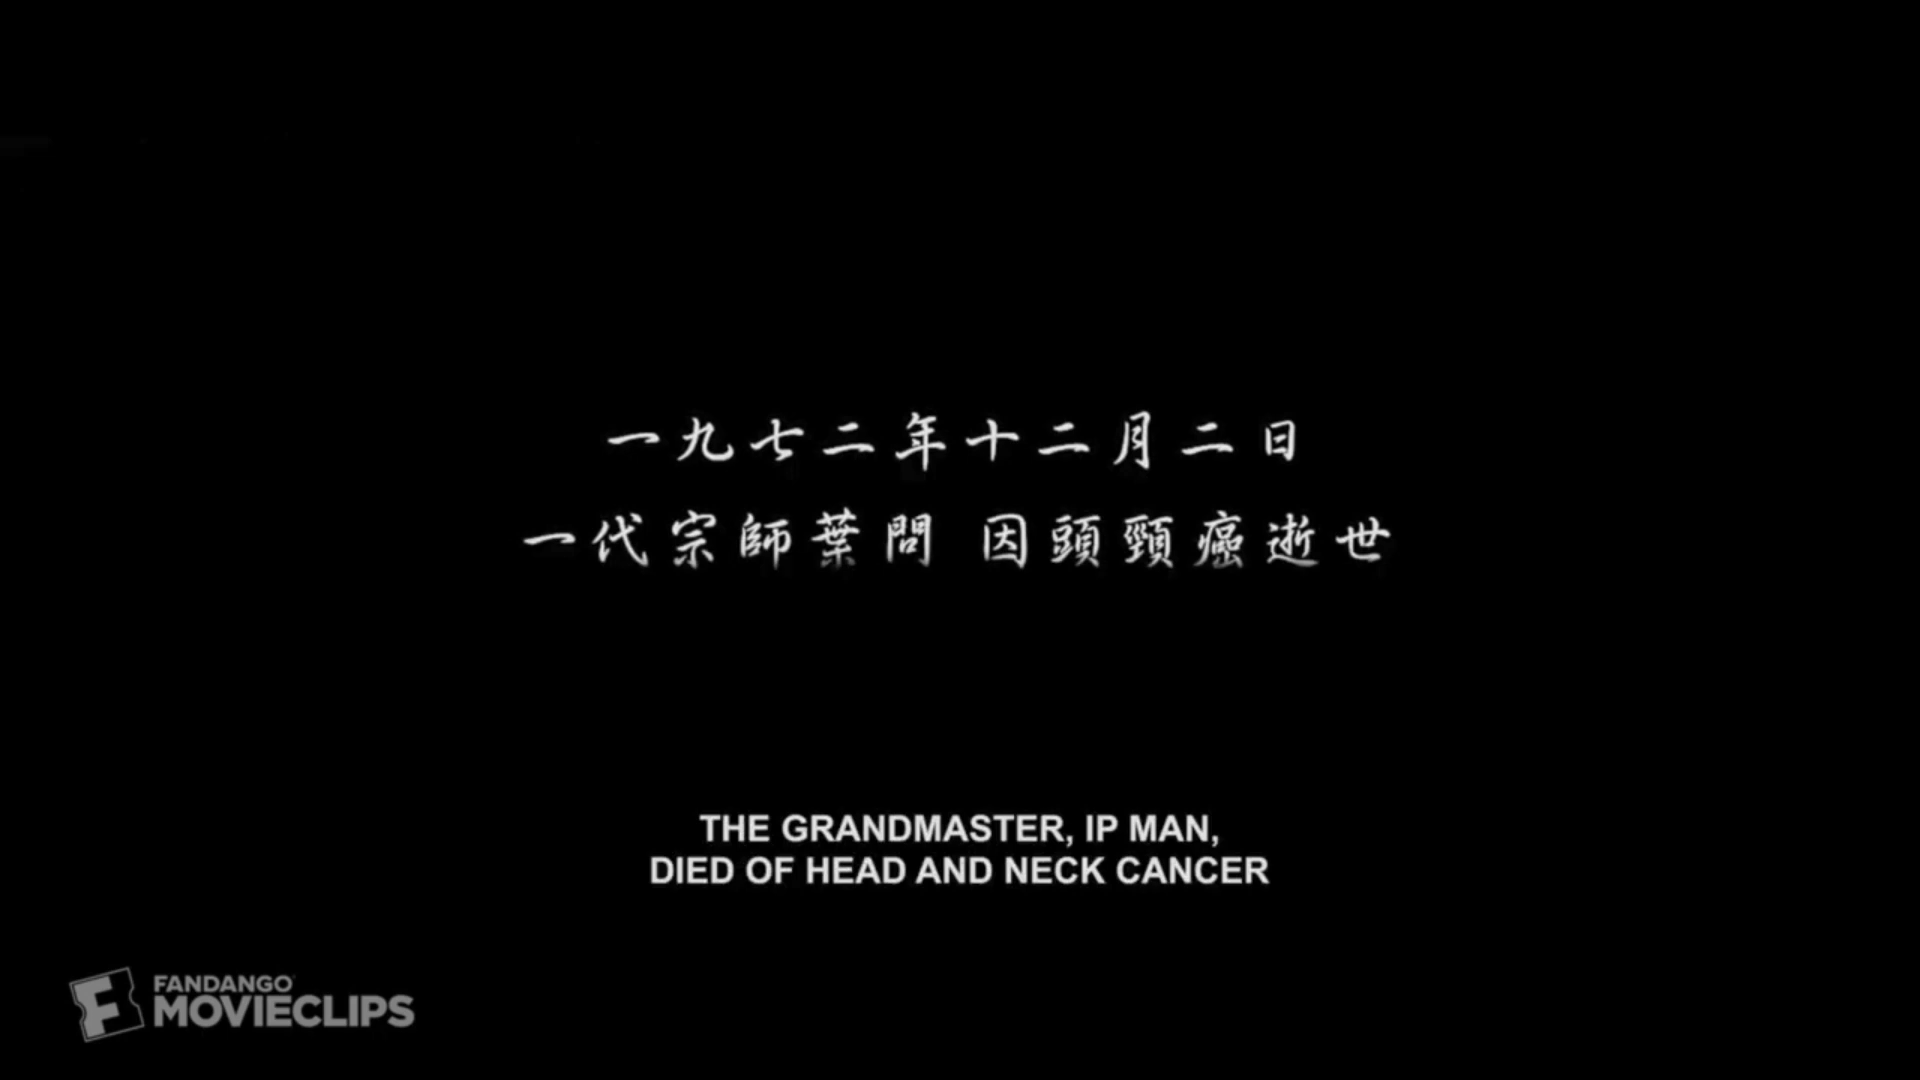 一九七二年十二月二日
一代宗師葉問 因頭頸癌逝世
THE GRANDMASTER, IP MAN,
DIED OF HEAD AND NECK CANCER
FANDANGO
MOVIECLIPS